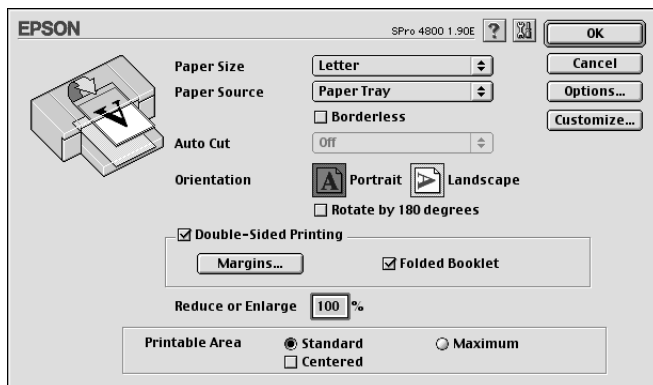 EPSON
SPro 4800 1.90E
?
OK
Paper Size
Letter
Cancel
Paper Source
Paper Tray
Options...
Borderless
Customize...
Auto Cut
Off
Orientation
A Portrait A Landscape
Rotate by 180 degrees
Double-Sided Printing
Margins...
Folded Booklet
Reduce or Enlarge
100 %
Printable Area
Standard
Maximum
Centered